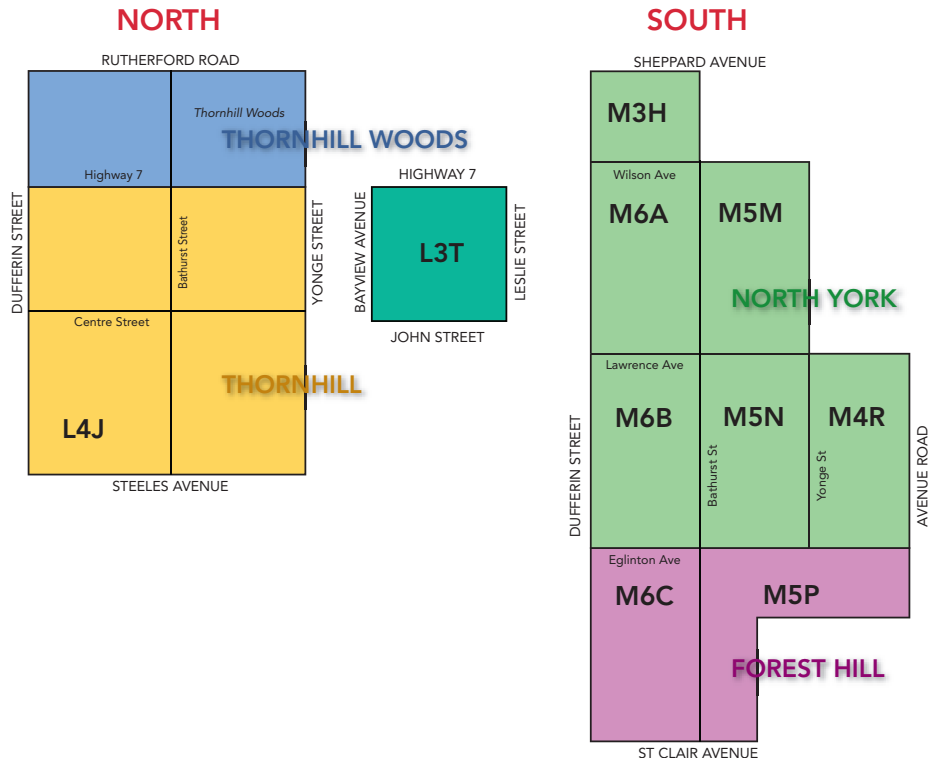 NORTH
RUTHERFORD ROAD
Thornhill Woods
THORNHILL WOODS
Highway 7
DUFFERIN STREET
Bathurst Street
YONGE STREET
Centre Street
THORNHILL
L4J
STEELES AVENUE
HIGHWAY 7
BAYVIEW AVENUE
L3T
LESLIE STREET
JOHN STREET
SOUTH
SHEPPARD AVENUE
M3H
Wilson Ave
M6A
M5M
NORTH YORK
Lawrence Ave
M6B
M5N
M4R
DUFFERIN STREET
Bathurst St
Yonge St
AVENUE ROAD
Eglinton Ave
M6C
M5P
FOREST HILL
ST CLAIR AVENUE